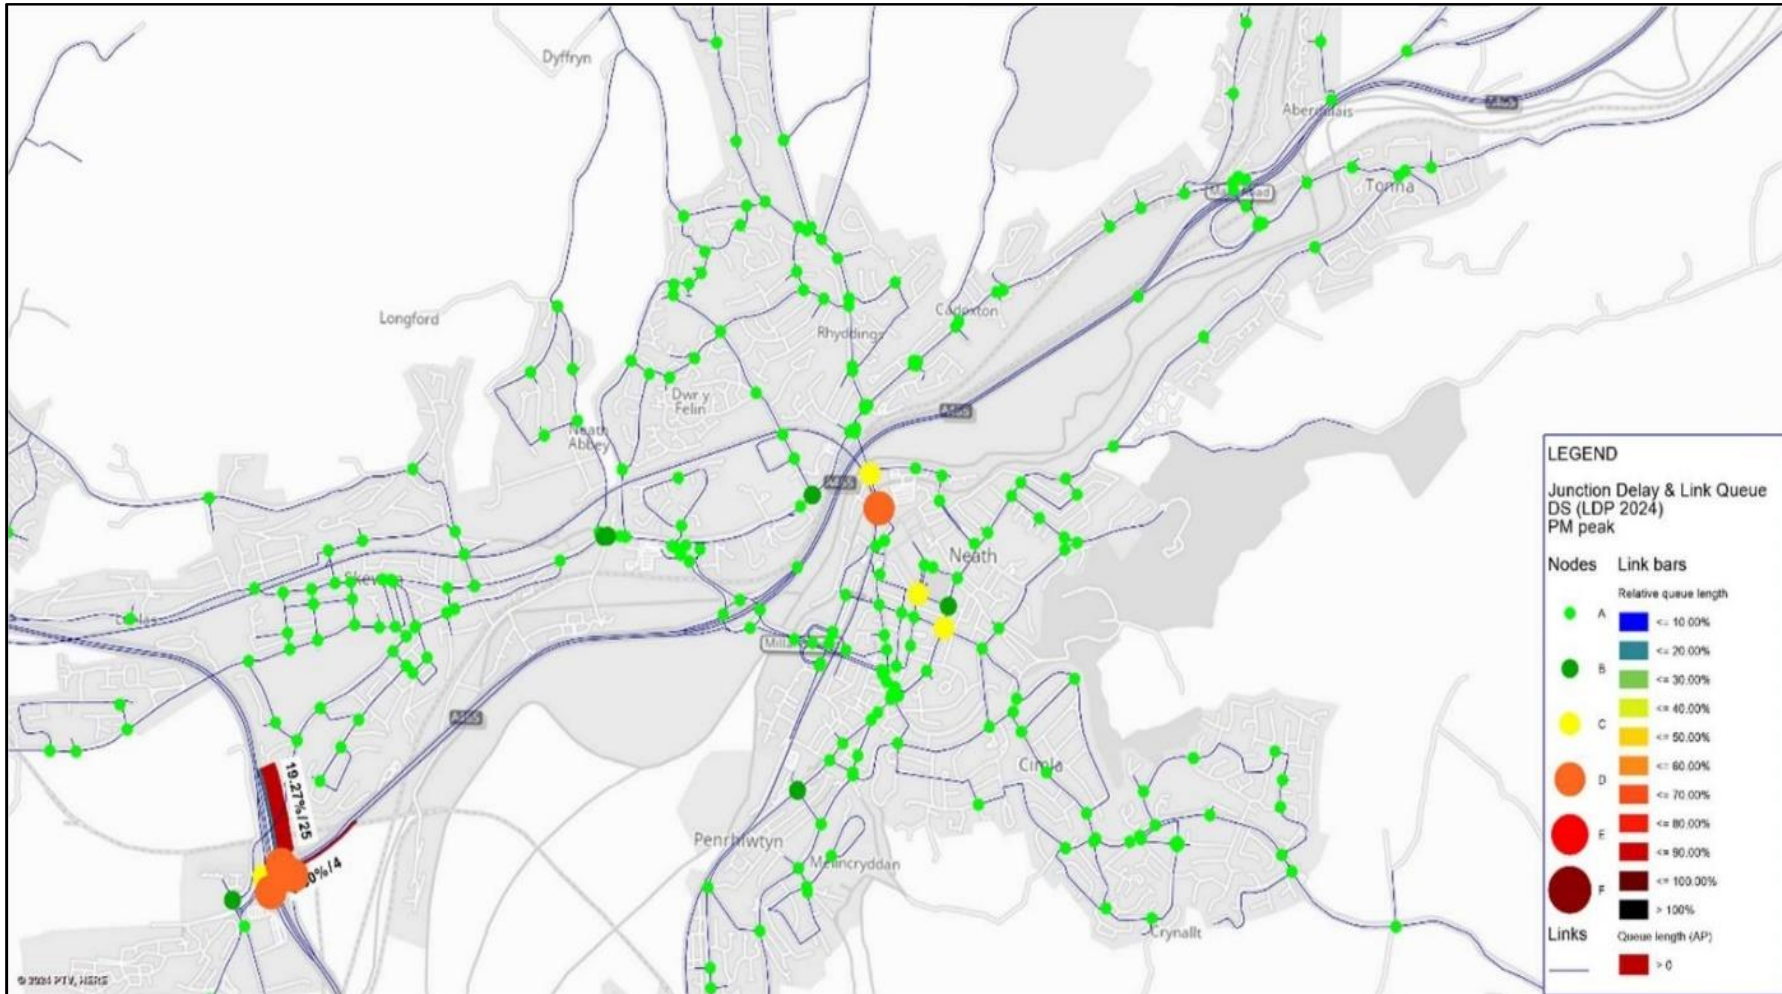 Dyffryn
A465
Aberdulais
Tonna
Longford
Cadoxton
Rhyddings
Dwr y
Felin
A465
Neath
Abbey
A465
Neath
Skewen
A465
19.27%/25
Cimla
Penrhiwtyn
Melincryddan
Crynallt
© 2024 PTV, HERE
LEGEND
Junction Delay & Link Queue
DS (LDP 2024)
PM peak
Nodes Link bars
Relative queue length
A <= 10.00%
<= 20.00%
B <= 30.00%
<= 40.00%
C <= 50.00%
<= 60.00%
D <= 70.00%
<= 80.00%
E <= 90.00%
<= 100.00%
F > 100%
Links Queue length (AP)
> 0